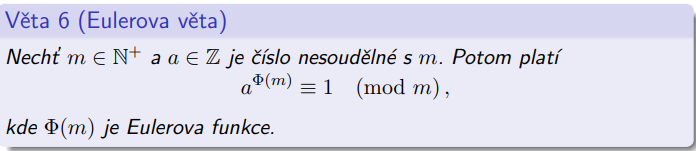 Věta 6 (Eulerova věta)
Nechť m ∈ ℕ⁺ a a ∈ ℤ je číslo nesoudělné s m. Potom platí
a^Φ(m) ≡ 1 (mod m) ,
kde Φ(m) je Eulerova funkce.